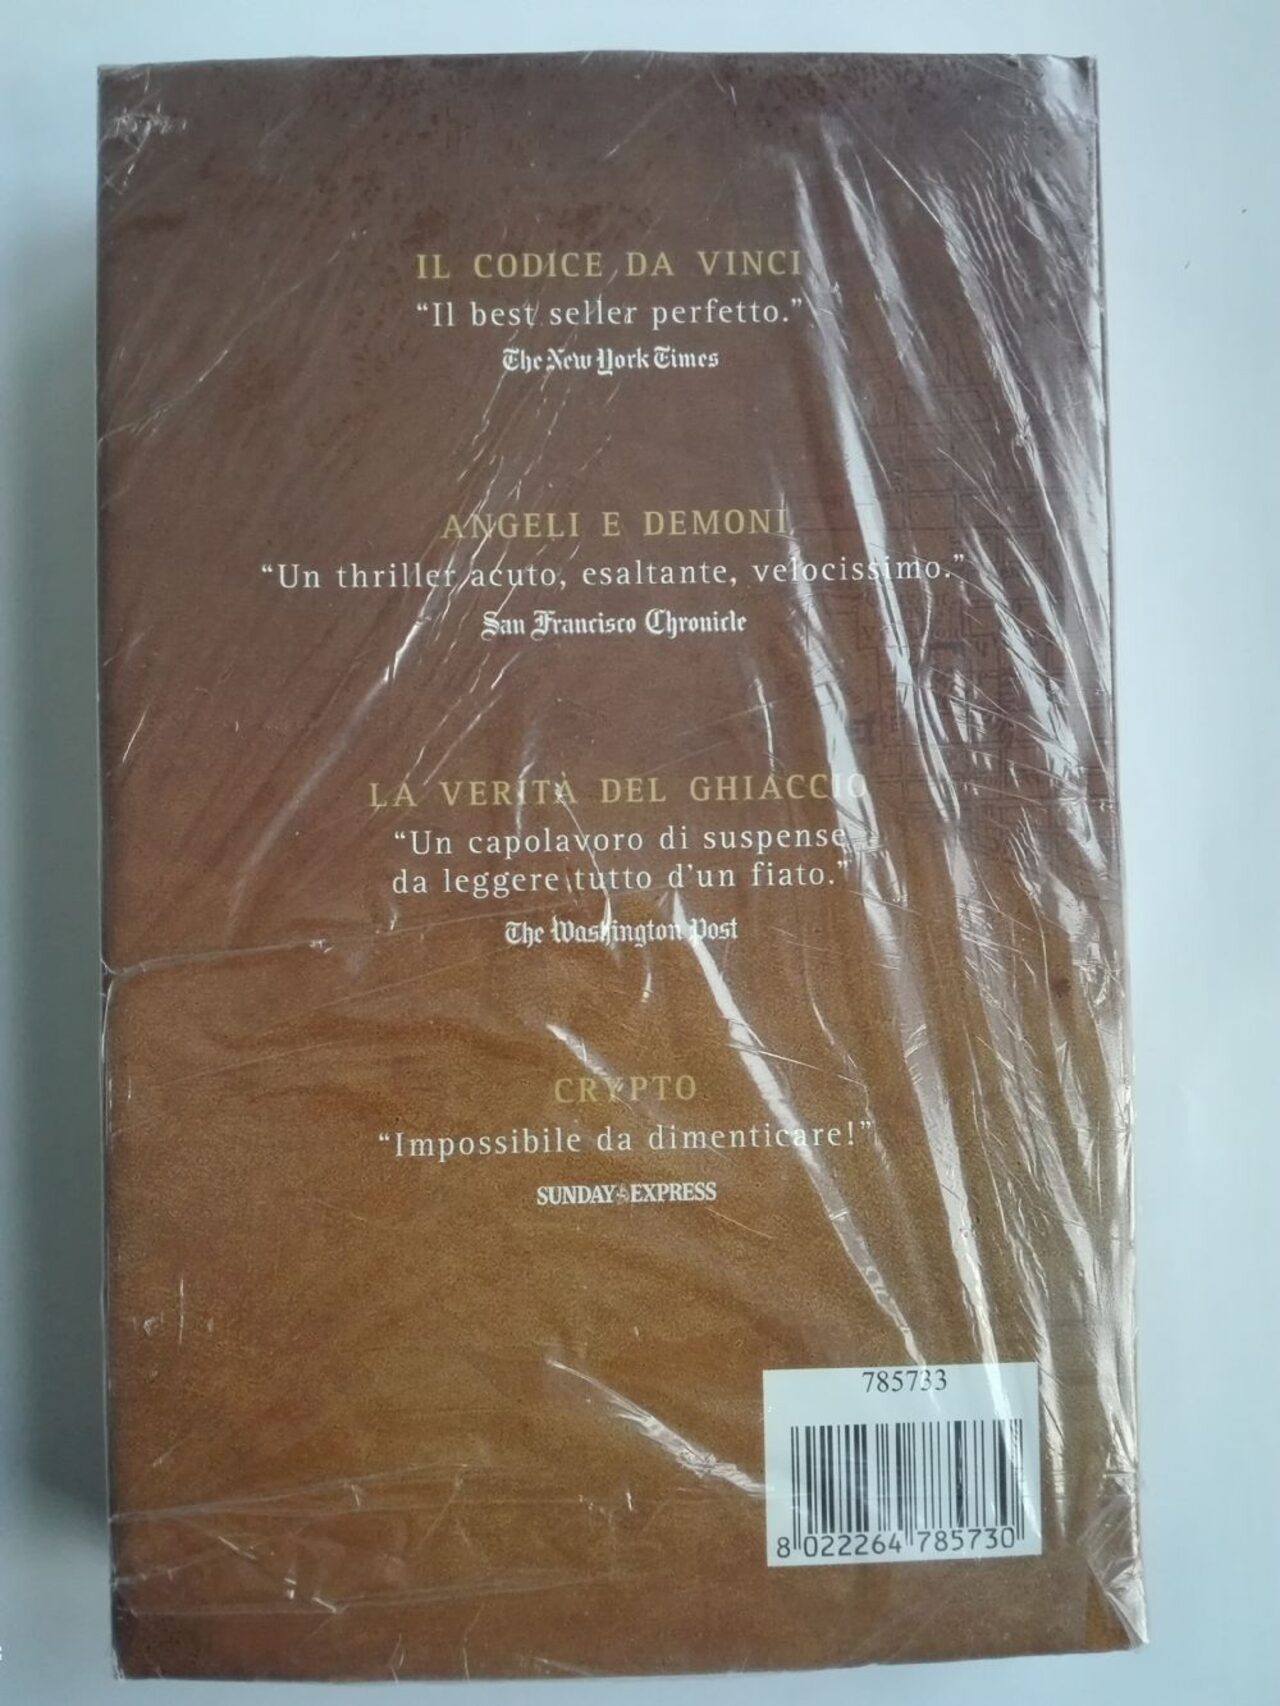 IL CODICE DA VINCI
“Il best seller perfetto.”
The New York Times
ANGELI E DEMONI
“Un thriller acuto, esaltante, velocissimo.”
San Francisco Chronicle
LA VERITÀ DEL GHIACCIO
“Un capolavoro di suspense
da leggere tutto d'un fiato.”
The Washington Post
CRYPTO
“Impossibile da dimenticare!”
SUNDAY EXPRESS
785733
8 022264 785730